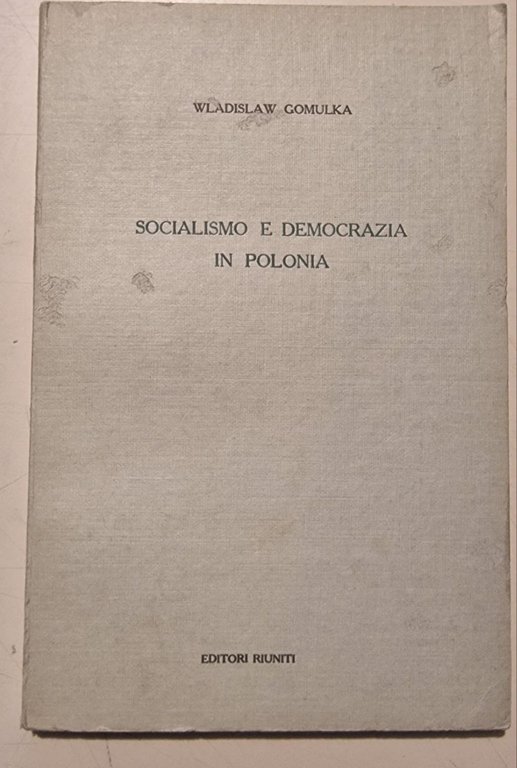 WLADISLAW GOMULKA
SOCIALISMO E DEMOCRAZIA
IN POLONIA
EDITORI RIUNITI